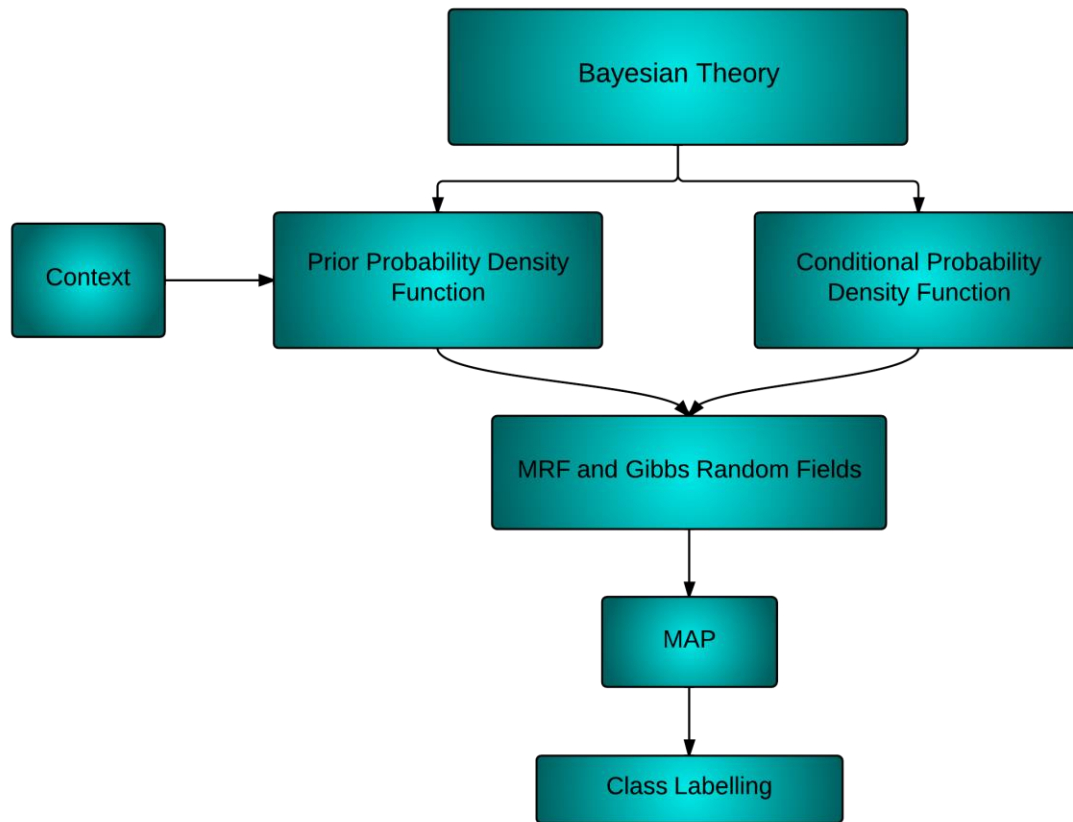 Bayesian Theory
Context
Prior Probability Density
Function
Conditional Probability
Density Function
MRF and Gibbs Random Fields
MAP
Class Labelling